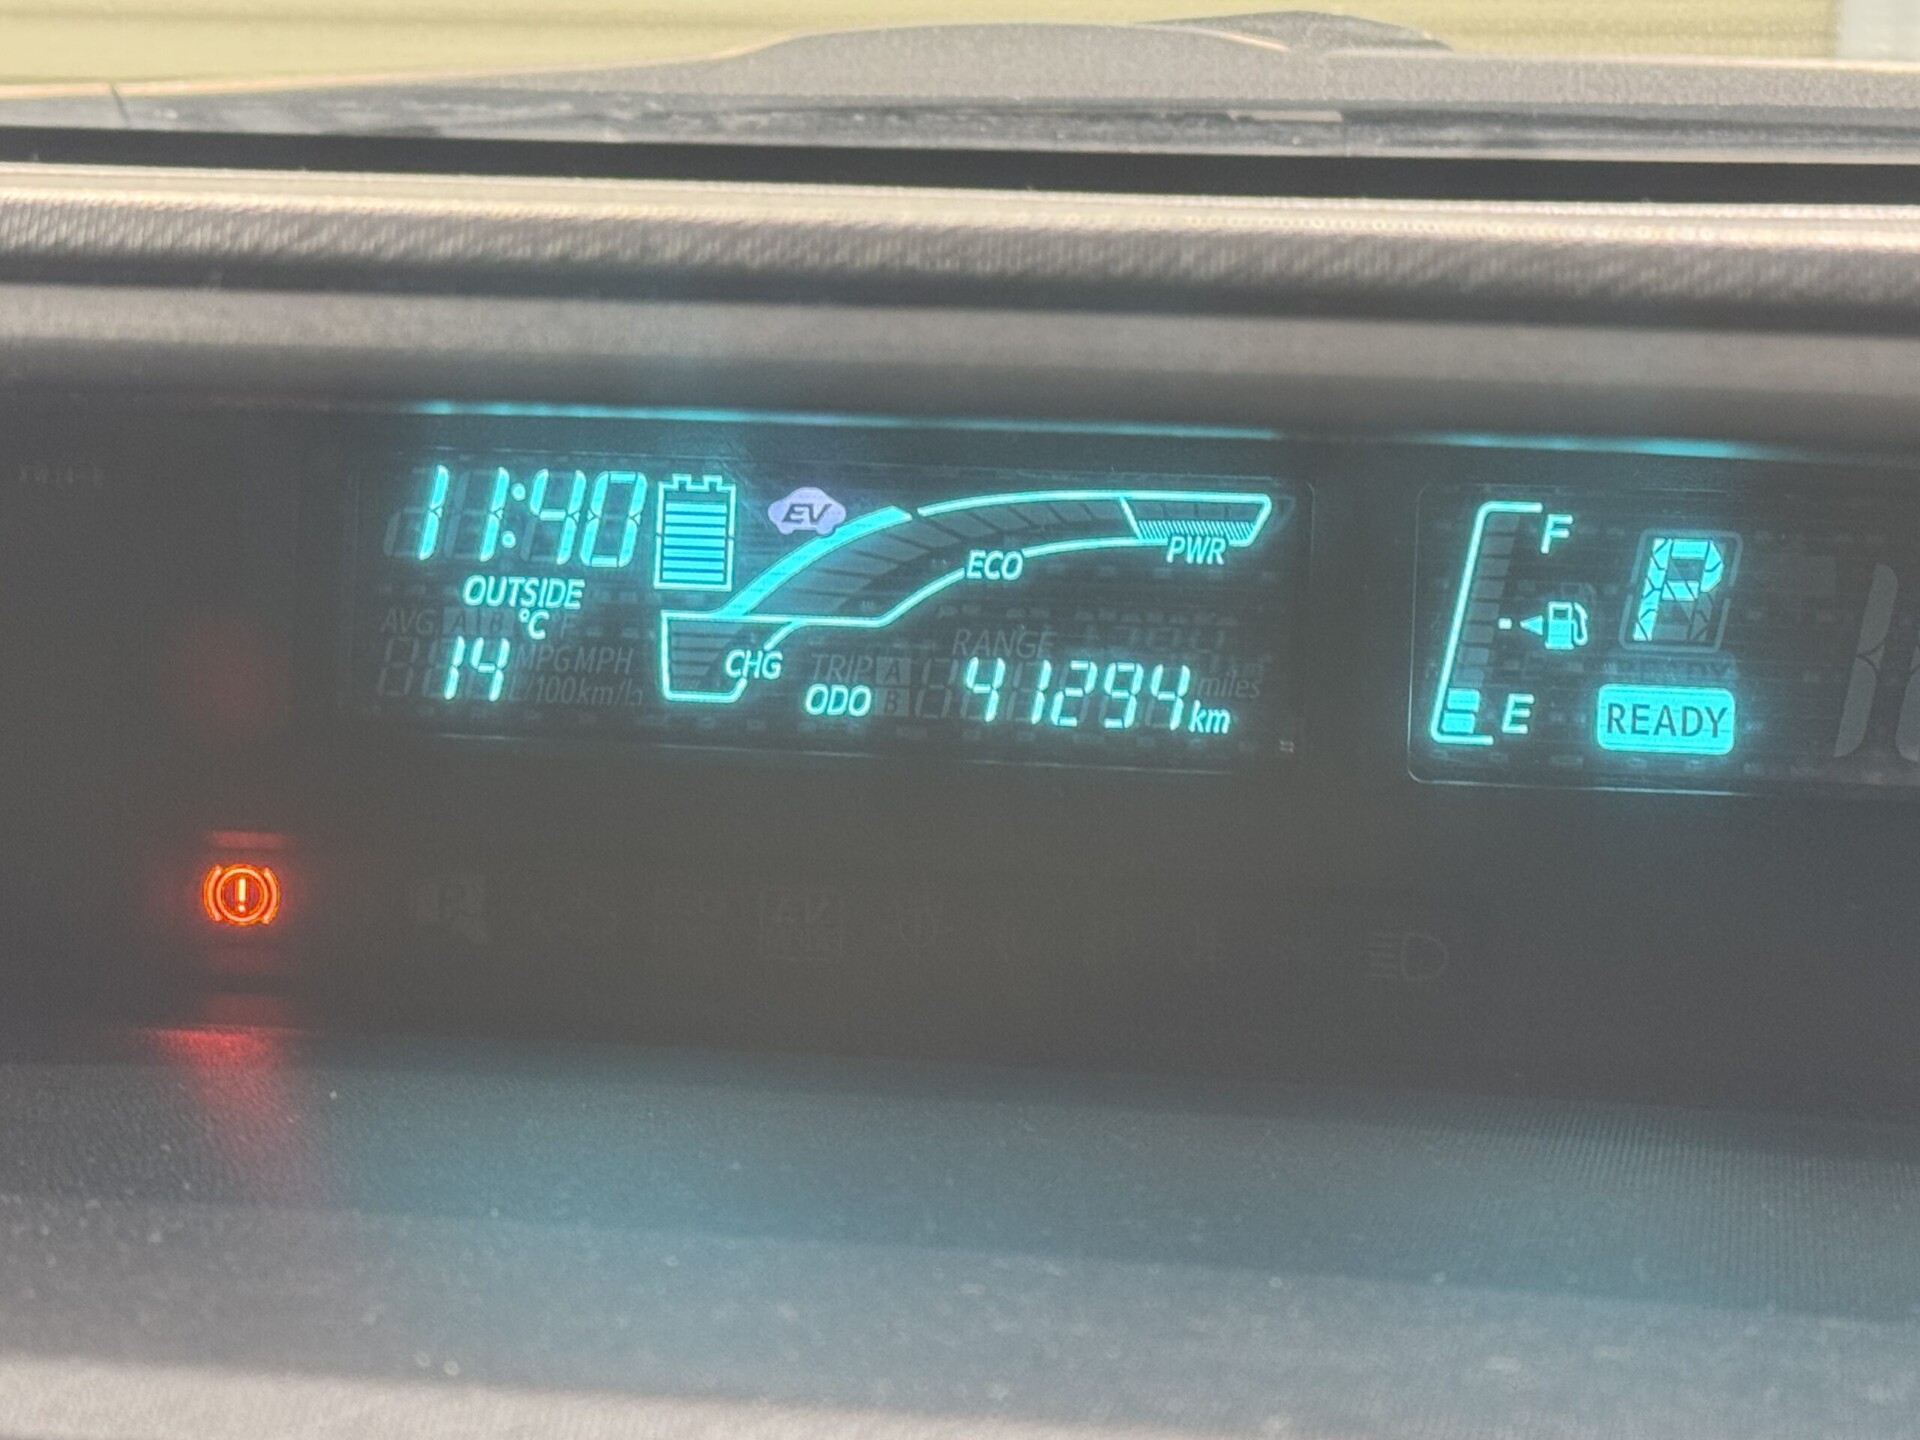 11:40
EV
OUTSIDE
°C
14
ECO
PWR
CHG
AVG
MPG MPH
/100km/L
TRIP A
B
RANGE
miles
ODO 41294 km
F
P
E
READY